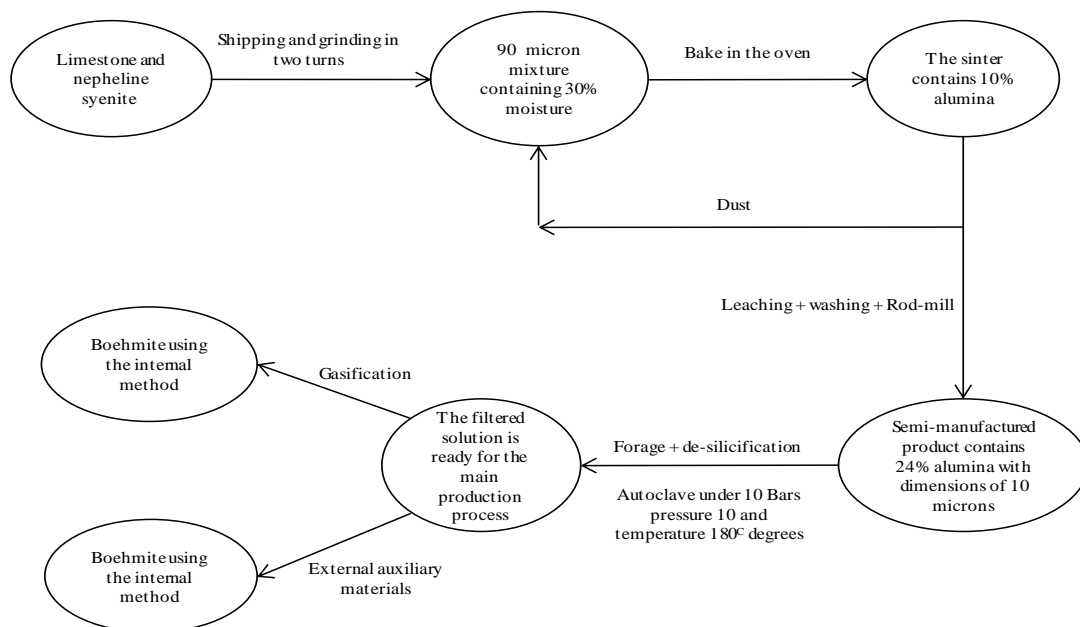 Limestone and
nepheline
syenite
Shipping and grinding in
two turns
90 micron
mixture
containing 30%
moisture
Bake in the oven
The sinter
contains 10%
alumina
Dust
Leaching + washing + Rod-mill
Semi-manufactured
product contains
24% alumina with
dimensions of 10
microns
Forage + de-silicification
Autoclave under 10 Bars
pressure 10 and
temperature 180ᶜ degrees
The filtered
solution is
ready for the
main
production
process
Gasification
Boehmite using
the internal
method
External auxiliary
materials
Boehmite using
the internal
method